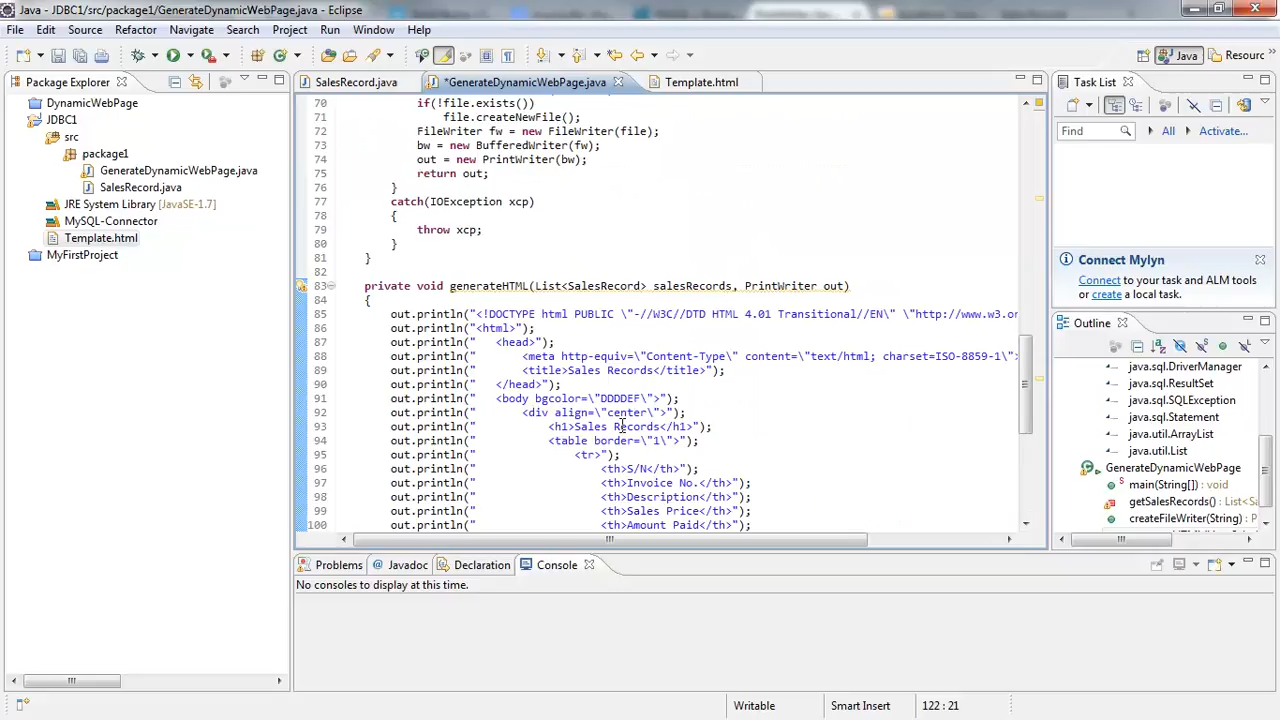 Java - JDBC1/src/package1/GenerateDynamicWebPage.java - Eclipse
File Edit Source Refactor Navigate Search Project Run Window Help
Java
Resourc
Package Explorer
SalesRecord.java
*GenerateDynamicWebPage.java
Template.html
Task List
DynamicWebPage
JDBC1
src
package1
GenerateDynamicWebPage.java
SalesRecord.java
JRE System Library [JavaSE-1.7]
MySQL-Connector
Template.html
MyFirstProject
70 if(!file.exists())
71 file.createNewFile();
72 FileWriter fw = new FileWriter(file);
73 bw = new BufferedWriter(fw);
74 out = new PrintWriter(bw);
75 return out;
76 }
77 catch(IOException xcp)
78 {
79 throw xcp;
80 }
81 }
82
83 private void generateHTML(List<SalesRecord> salesRecords, PrintWriter out)
84 {
85 out.println("<!DOCTYPE html PUBLIC \"-//W3C//DTD HTML 4.01 Transitional//EN\" \"http://www.w3.or
86 out.println("<html>");
87 out.println(" <head>");
88 out.println(" <meta http-equiv=\"Content-Type\" content=\"text/html; charset=ISO-8859-1\">
89 out.println(" <title>Sales Records</title>");
90 out.println(" </head>");
91 out.println(" <body bgcolor=\"DDDDEF\">");
92 out.println(" <div align=\"center\">");
93 out.println(" <h1>Sales Records</h1>");
94 out.println(" <table border=\"1\">");
95 out.println(" <tr>");
96 out.println(" <th>S/N</th>");
97 out.println(" <th>Invoice No.</th>");
98 out.println(" <th>Description</th>");
99 out.println(" <th>Sales Price</th>");
100 out.println(" <th>Amount Paid</th>");
Find
All
Activate...
Connect Mylyn
Connect to your task and ALM tools
or create a local task.
Outline
java.sql.DriverManager
java.sql.ResultSet
java.sql.SQLException
java.sql.Statement
java.util.ArrayList
java.util.List
GenerateDynamicWebPage
main(String[]) : void
getSalesRecords() : List<Sa
createFileWriter(String) : P
Problems
Javadoc
Declaration
Console
No consoles to display at this time.
Writable
Smart Insert
122 : 21